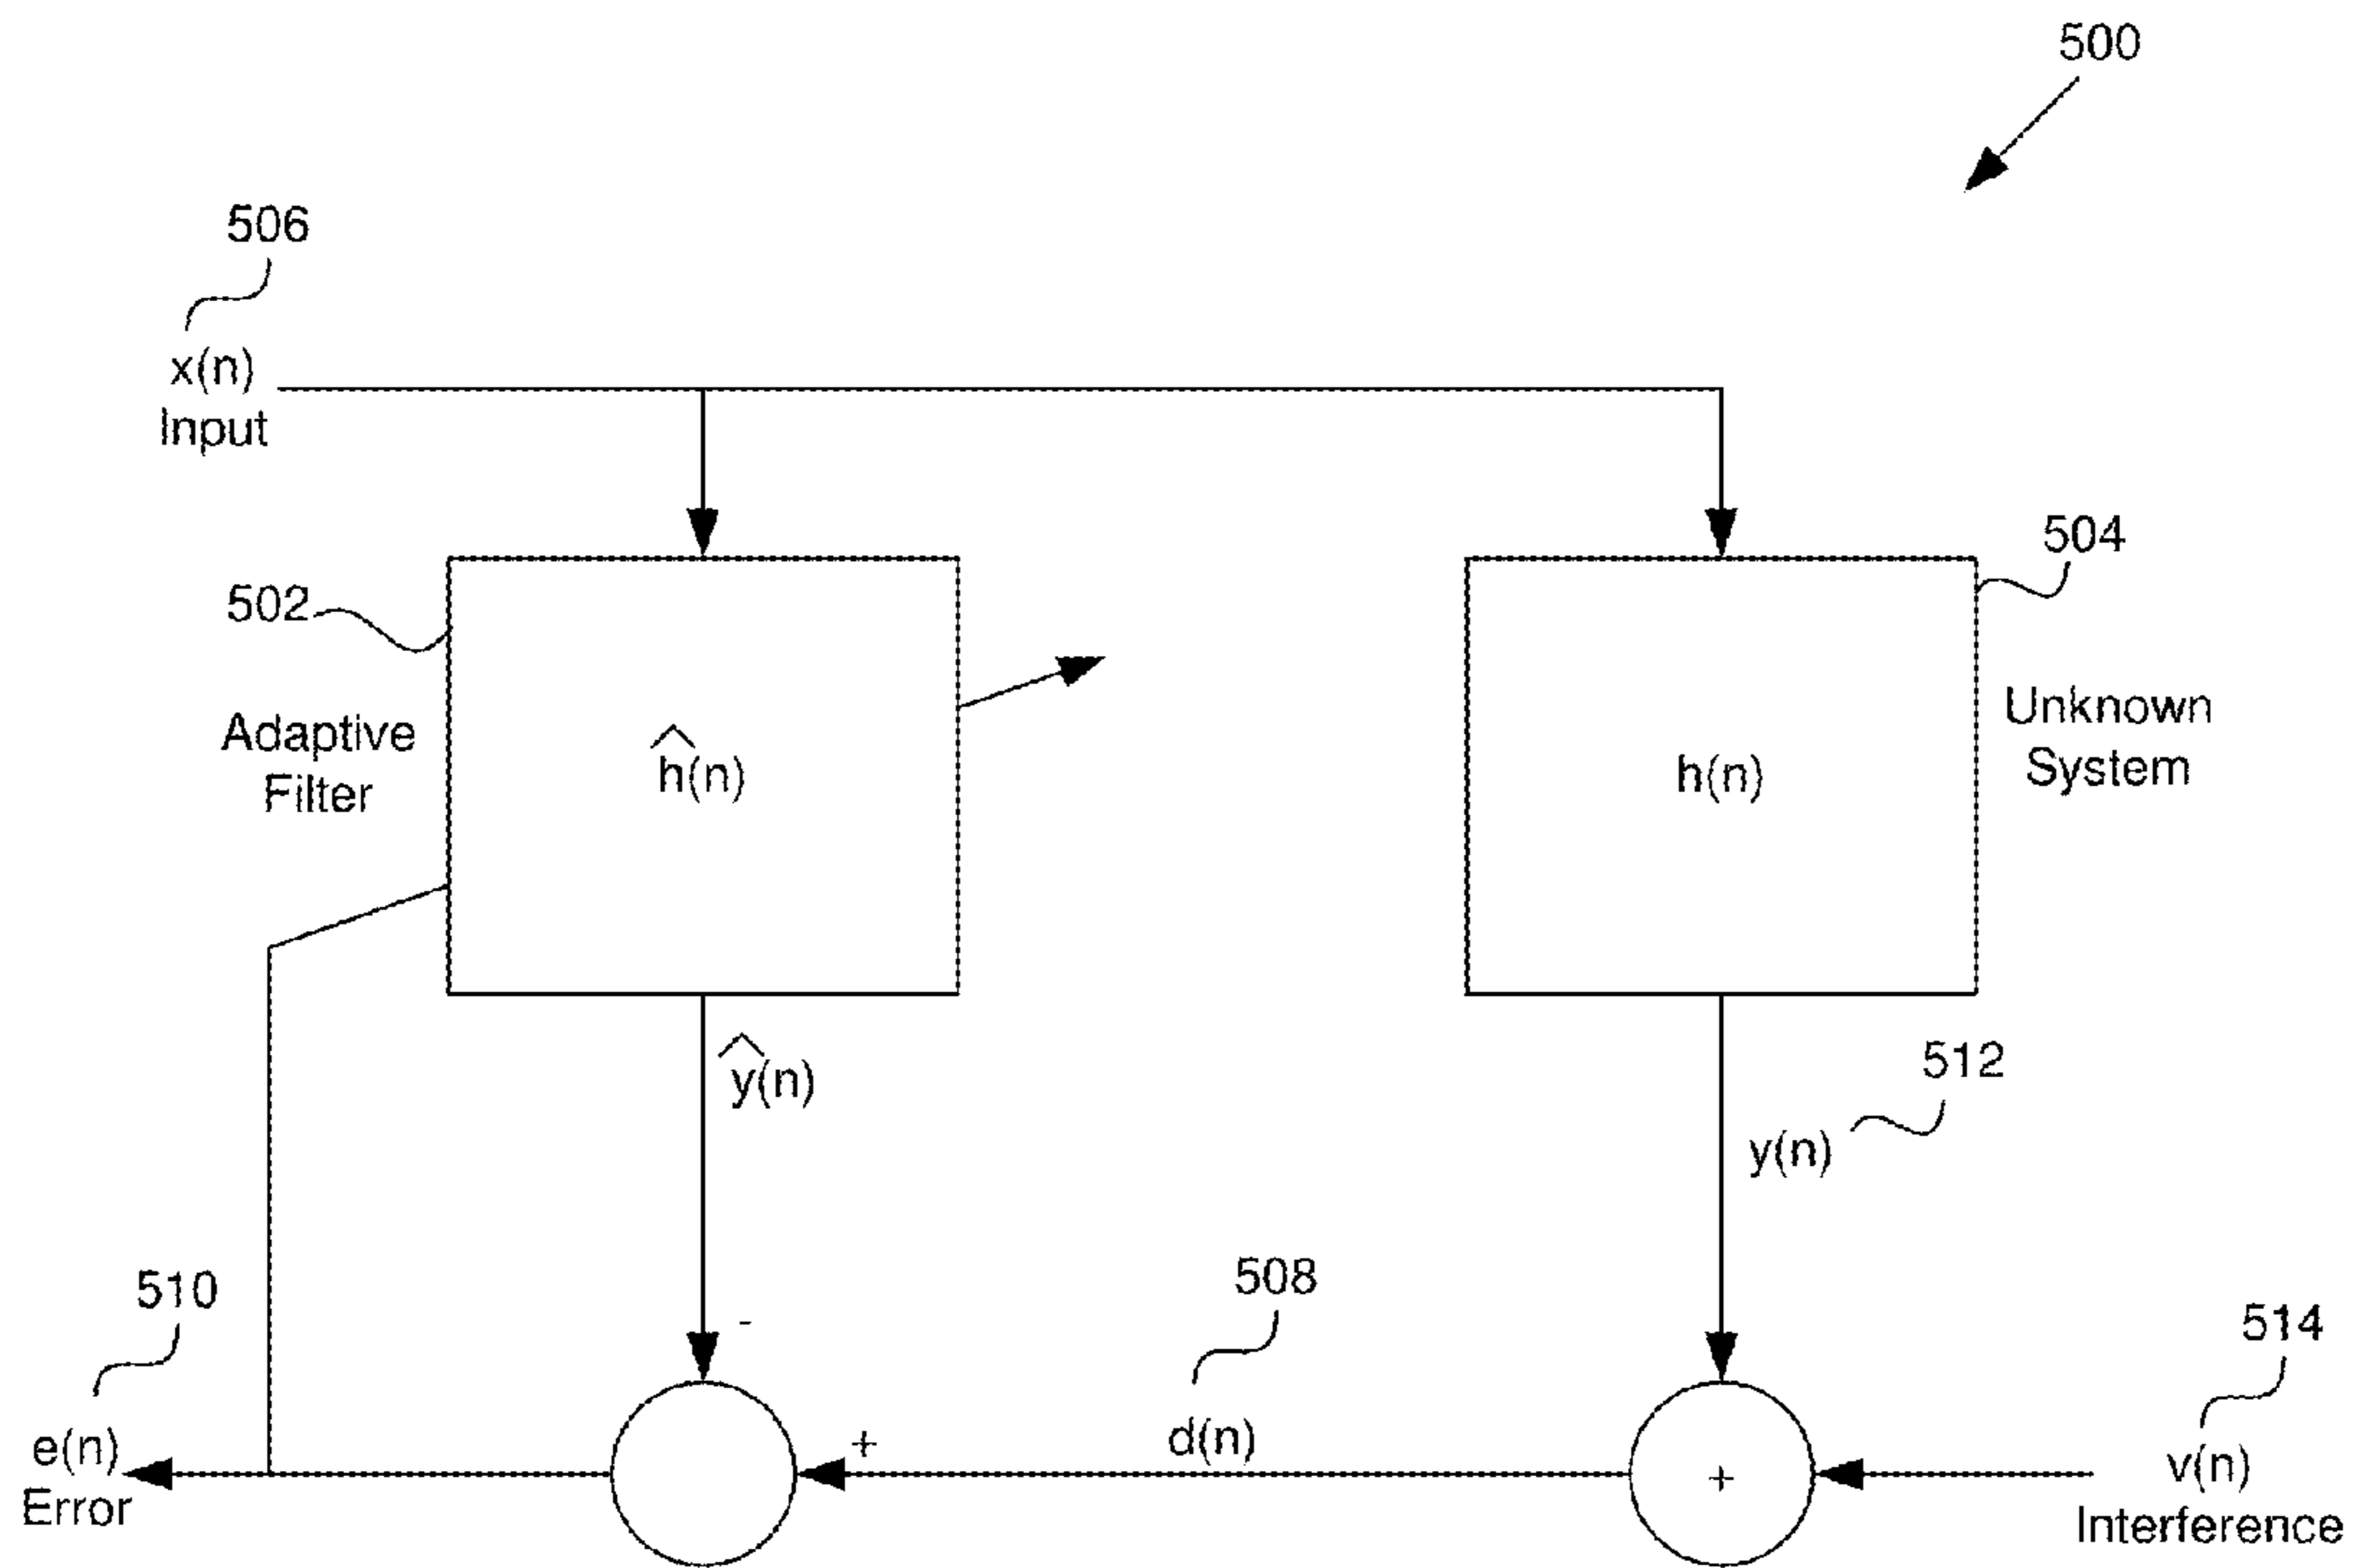 500
506
x(n)
Input
502
504
Adaptive
Filter
ĥ(n)
h(n)
Unknown
System
ŷ(n)
512
y(n)
510
508
514
-
+
e(n)
Error
d(n)
+
v(n)
Interference